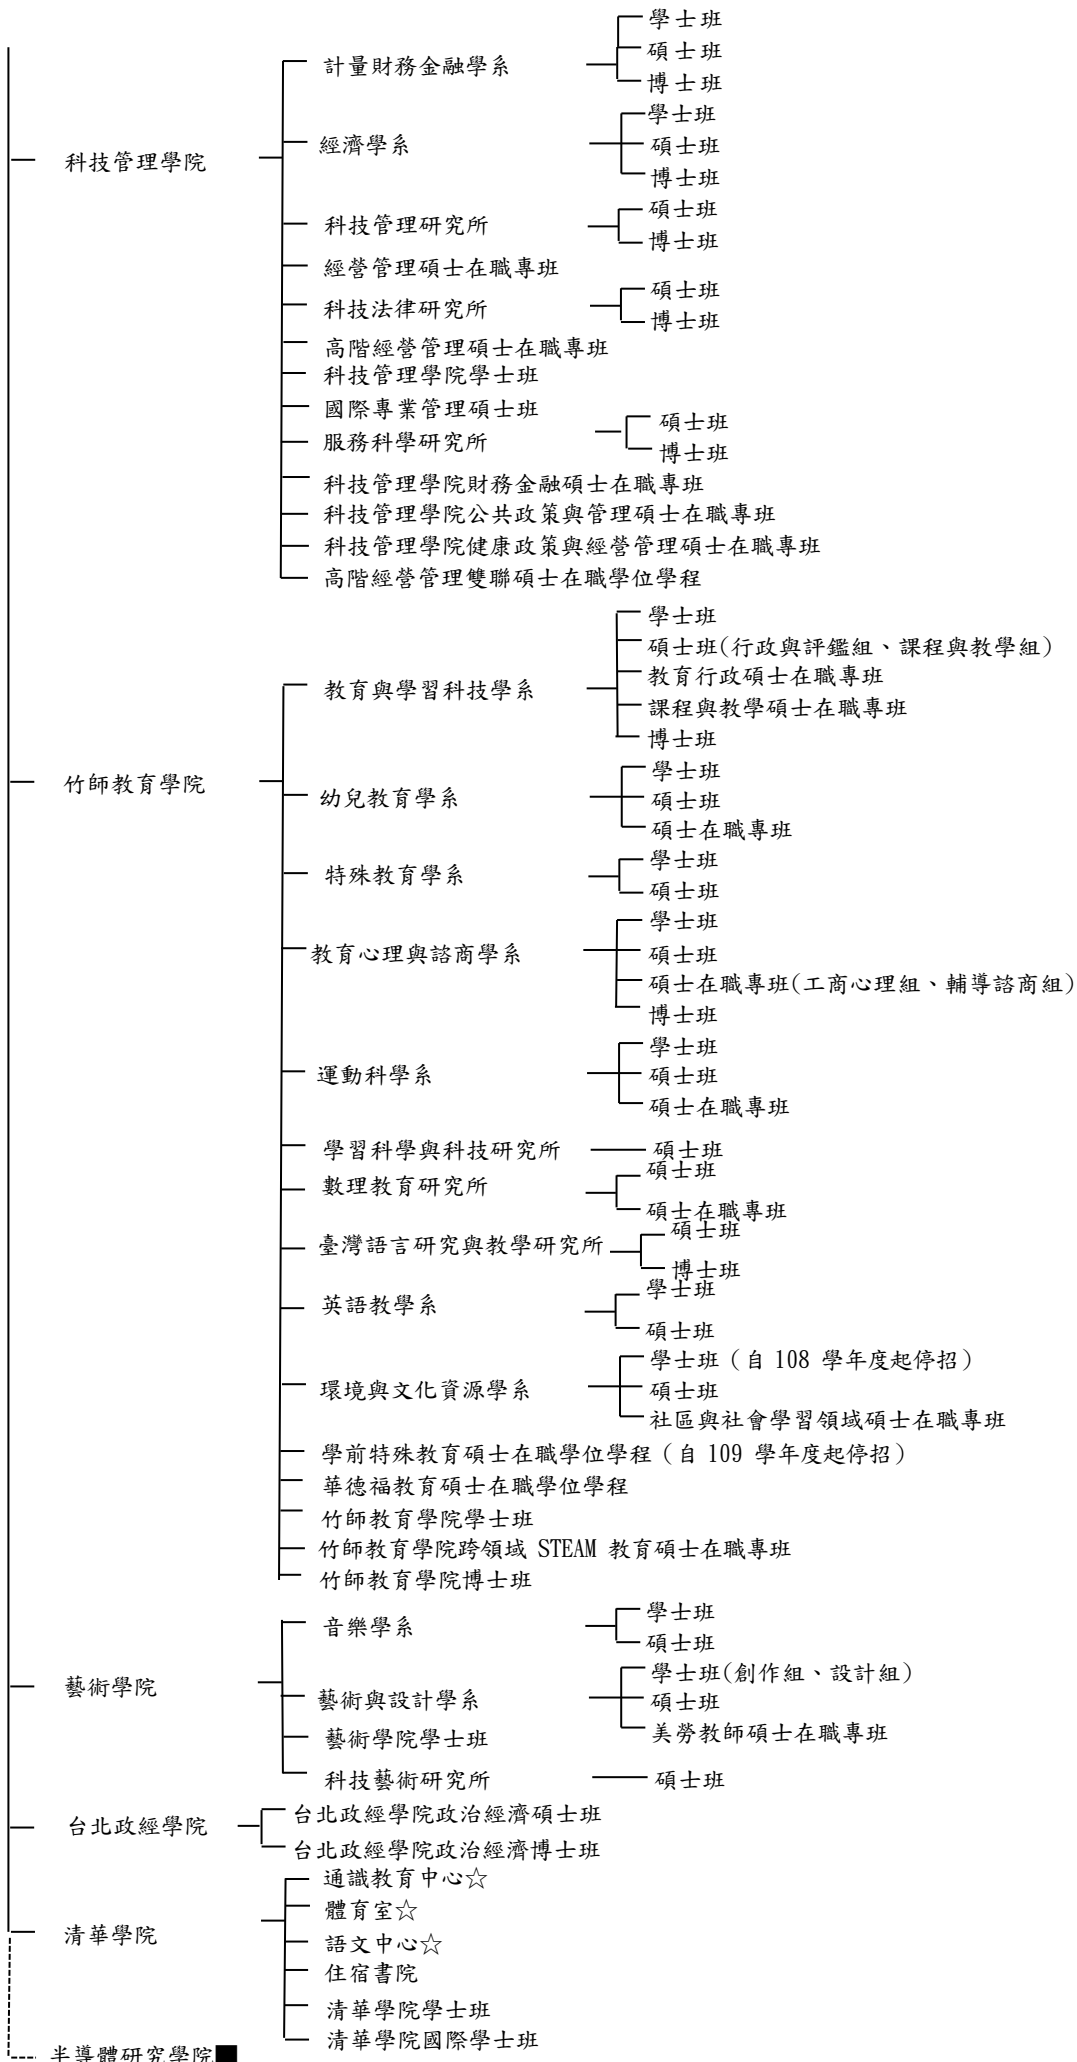 學士班
計量財務金融學系
碩士班
博士班
學士班
科技管理學院
經濟學系
碩士班
博士班
碩士班
科技管理研究所
博士班
經營管理碩士在職專班
碩士班
科技法律研究所
博士班
高階經營管理碩士在職專班
科技管理學院學士班
國際專業管理碩士班
碩士班
服務科學研究所
博士班
科技管理學院財務金融碩士在職專班
科技管理學院公共政策與管理碩士在職專班
科技管理學院健康政策與經營管理碩士在職專班
高階經營管理雙聯碩士在職學位學程
學士班
碩士班(行政與評鑑組、課程與教學組)
教育與學習科技學系
教育行政碩士在職專班
課程與教學碩士在職專班
博士班
竹師教育學院
學士班
幼兒教育學系
碩士班
碩士在職專班
學士班
特殊教育學系
碩士班
學士班
教育心理與諮商學系
碩士班
碩士在職專班(工商心理組、輔導諮商組)
博士班
學士班
運動科學系
碩士班
碩士在職專班
學習科學與科技研究所
碩士班
數理教育研究所
碩士班
碩士在職專班
臺灣語言研究與教學研究所
碩士班
博士班
英語教學系
學士班
碩士班
學士班（自 108 學年度起停招）
環境與文化資源學系
碩士班
社區與社會學習領域碩士在職專班
學前特殊教育碩士在職學位學程（自 109 學年度起停招）
華德福教育碩士在職學位學程
竹師教育學院學士班
竹師教育學院跨領域 STEAM 教育碩士在職專班
竹師教育學院博士班
學士班
音樂學系
碩士班
藝術學院
學士班(創作組、設計組)
藝術與設計學系
碩士班
美勞教師碩士在職專班
藝術學院學士班
科技藝術研究所
碩士班
台北政經學院
台北政經學院政治經濟碩士班
台北政經學院政治經濟博士班
通識教育中心☆
體育室☆
清華學院
語文中心☆
住宿書院
清華學院學士班
清華學院國際學士班
半導體研究學院■